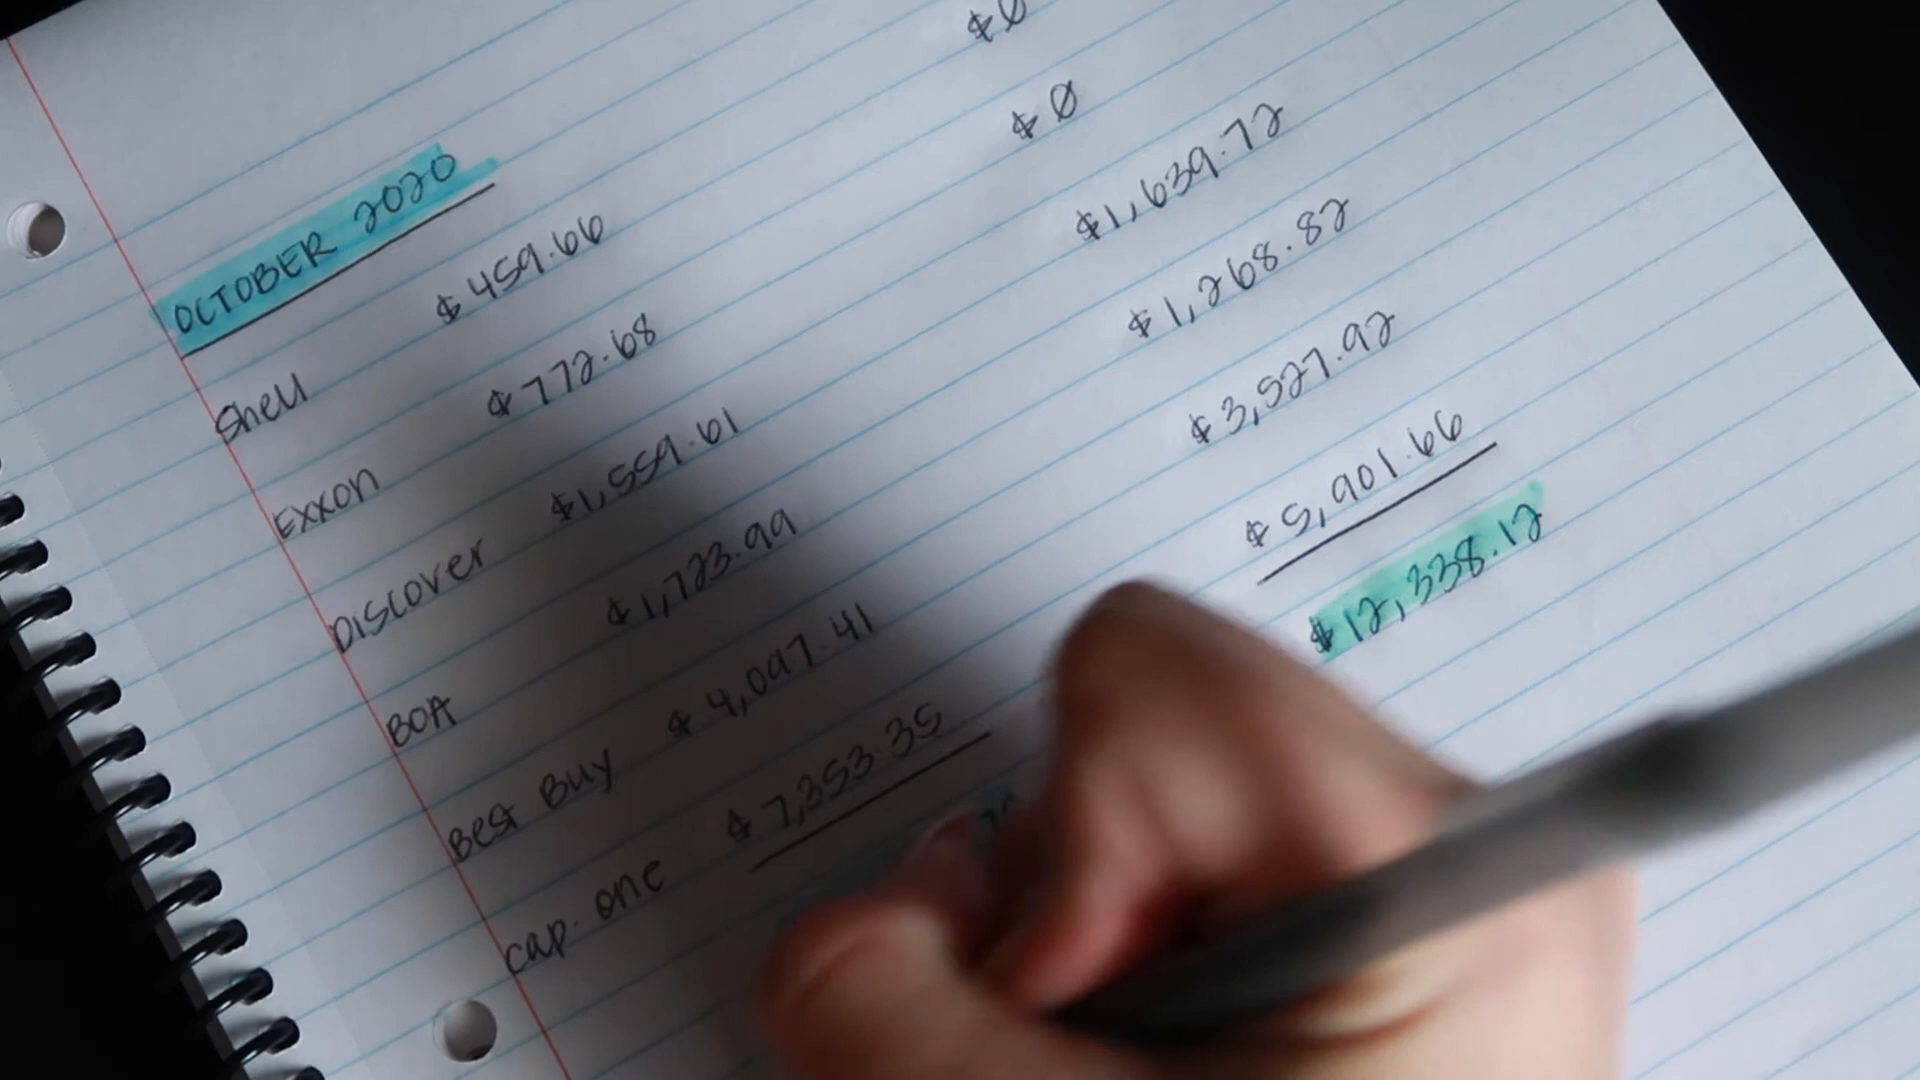 OCTOBER 2020
Shell $459.66 $0
Exxon $772.68 $0
Discover $1,559.61 $1,639.72
BOA $1,723.99 $1,268.82
Best Buy $4,097.41 $3,527.92
cap. one $7,353.35 $5,901.66
$12,338.12